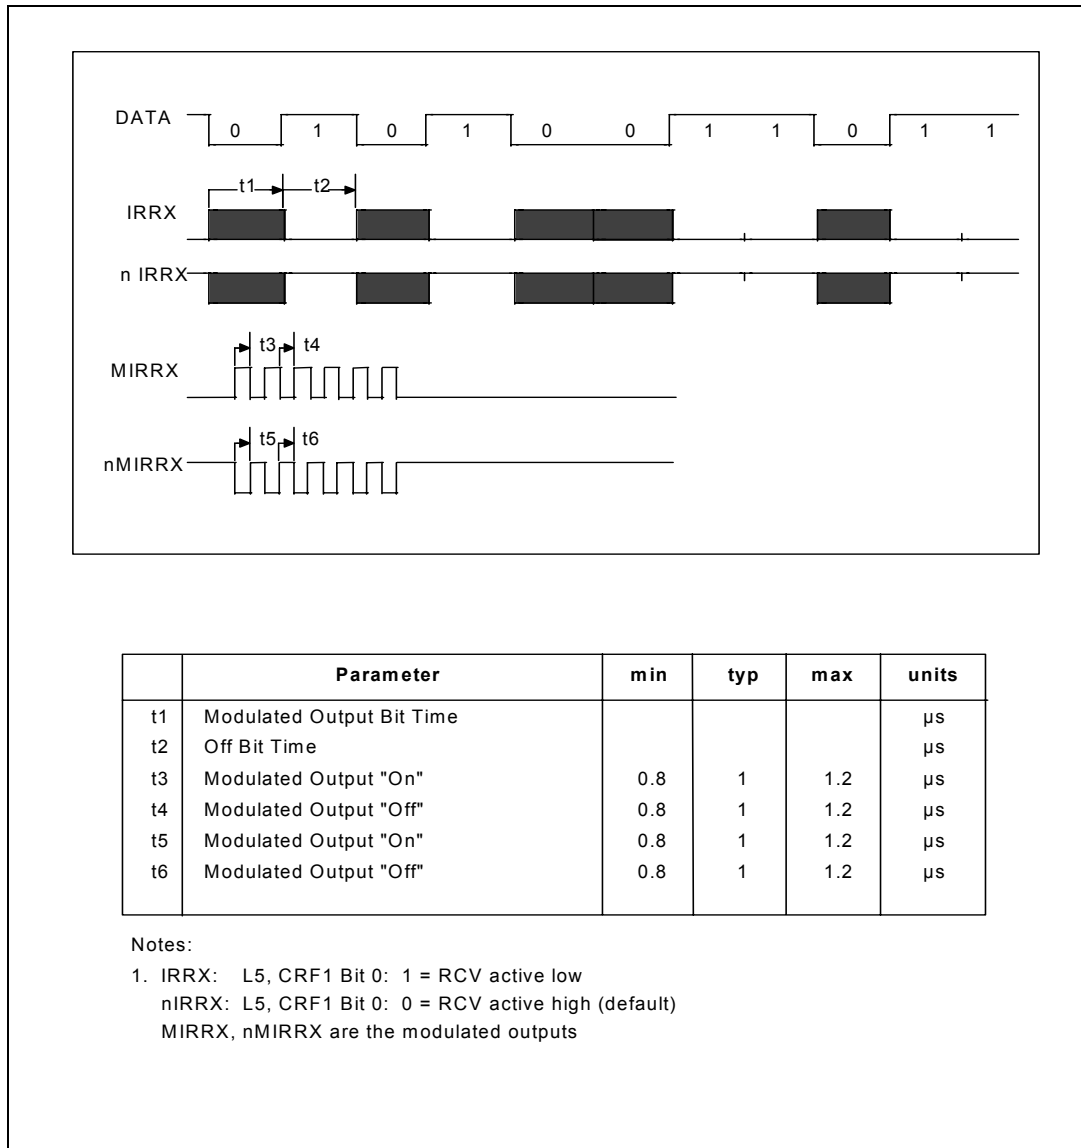 DATA 0 1 0 1 0 0 1 1 0 1 1
t1 t2
IRRX
n IRRX
t3 t4
MIRRX
t5 t6
nMIRRX
Parameter min typ max units
t1 Modulated Output Bit Time µs
t2 Off Bit Time µs
t3 Modulated Output "On" 0.8 1 1.2 µs
t4 Modulated Output "Off" 0.8 1 1.2 µs
t5 Modulated Output "On" 0.8 1 1.2 µs
t6 Modulated Output "Off" 0.8 1 1.2 µs
Notes:
1. IRRX: L5, CRF1 Bit 0: 1 = RCV active low
nIRRX: L5, CRF1 Bit 0: 0 = RCV active high (default)
MIRRX, nMIRRX are the modulated outputs